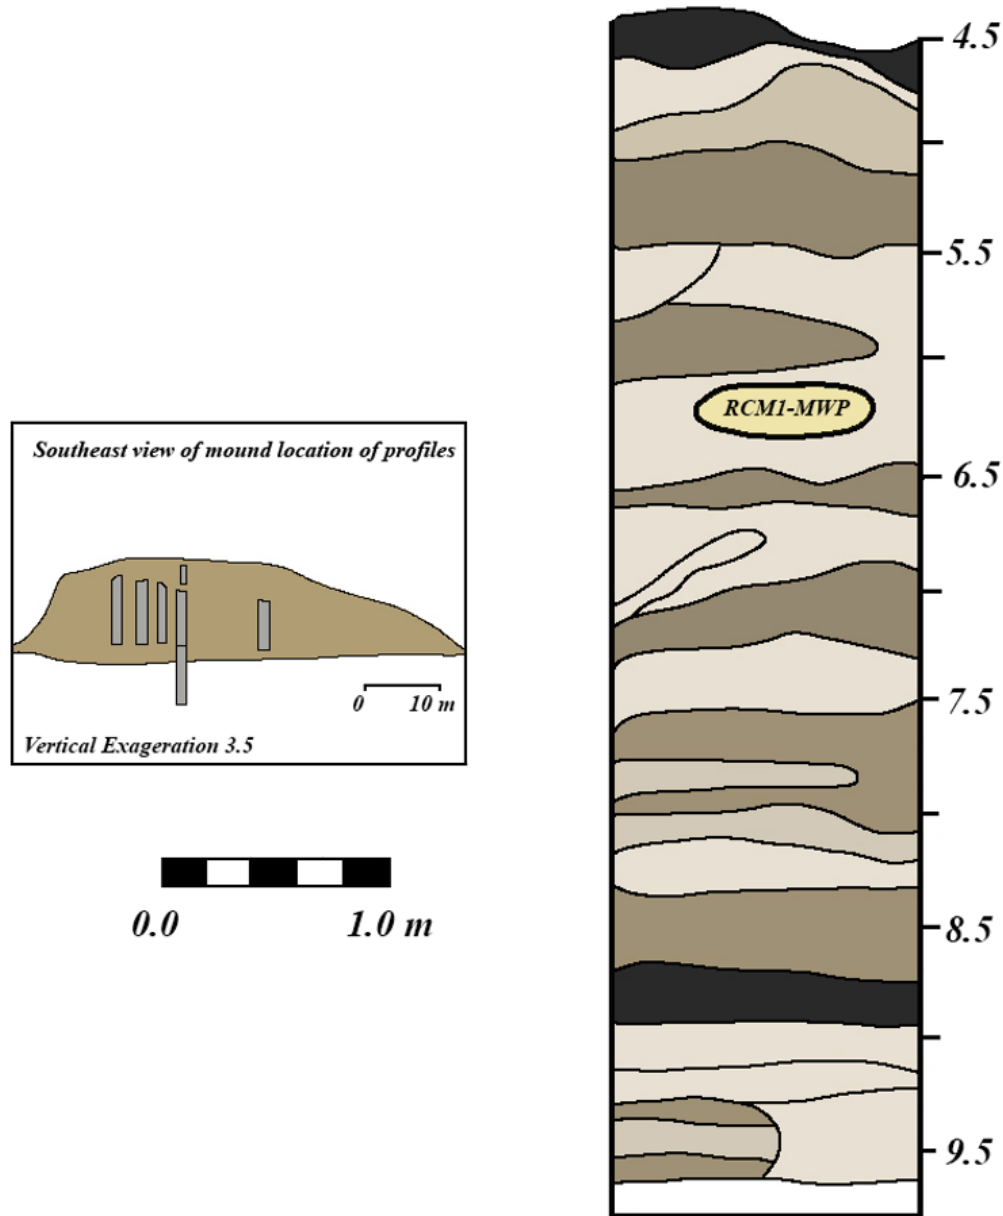 Southeast view of mound location of profiles
0 10 m
Vertical Exageration 3.5
0.0 1.0 m
4.5
5.5
RCM1-MWP
6.5
7.5
8.5
9.5